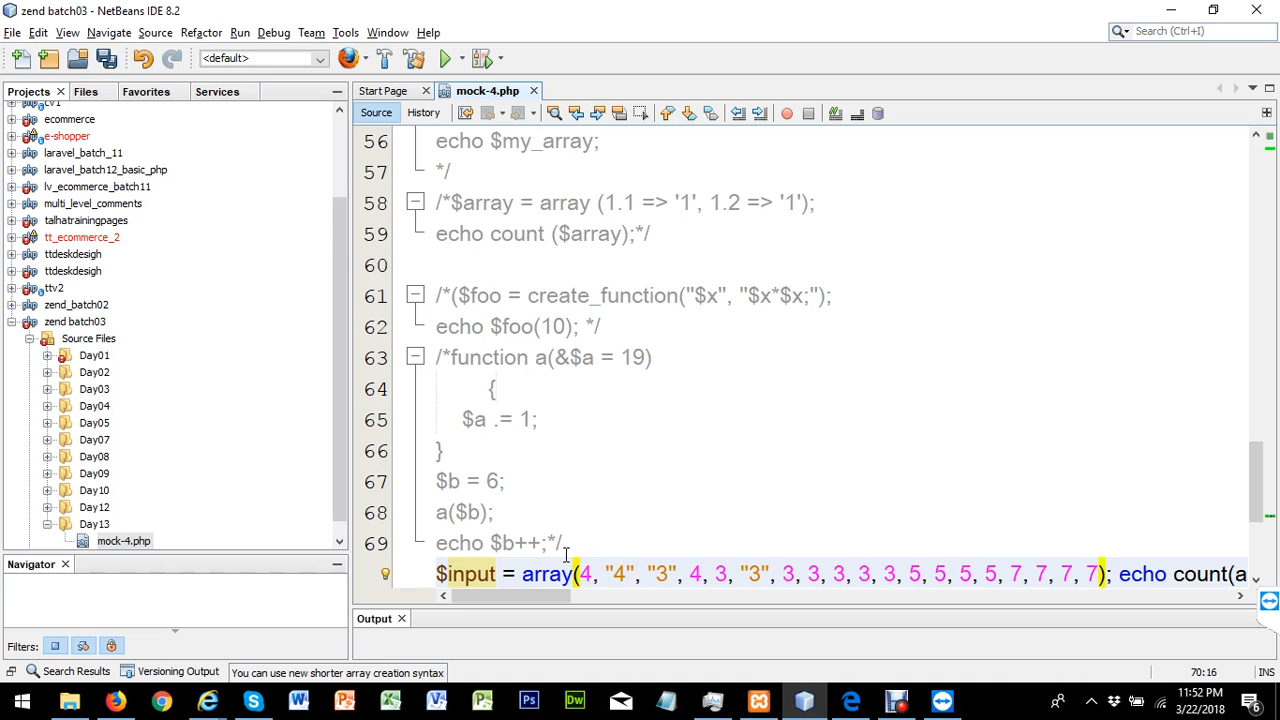 zend batch03 - NetBeans IDE 8.2
File Edit View Navigate Source Refactor Run Debug Team Tools Window Help
Search (Ctrl+I)
<default>
Projects Files Favorites Services
cv1
ecommerce
e-shopper
laravel_batch_11
laravel_batch12_basic_php
lv_ecommerce_batch11
multi_level_comments
talhatrainingpages
tt_ecommerce_2
ttdeskdesigh
ttdeskdesigh
ttv2
zend_batch02
zend batch03
Source Files
Day01
Day02
Day03
Day04
Day05
Day07
Day08
Day09
Day10
Day12
Day13
mock-4.php
Navigator
Filters:
Start Page mock-4.php
Source History
56 echo $my_array;
57 */
58 /*$array = array (1.1 => '1', 1.2 => '1');
59 echo count ($array);*/
60
61 /*($foo = create_function("$x", "$x*$x;");
62 echo $foo(10); */
63 /*function a(&$a = 19)
64 {
65 $a .= 1;
66 }
67 $b = 6;
68 a($b);
69 echo $b++;*/
$input = array(4, "4", "3", 4, 3, "3", 3, 3, 3, 3, 3, 5, 5, 5, 5, 7, 7, 7, 7); echo count(a
Output
Search Results Versioning Output You can use new shorter array creation syntax
70:16 INS
11:52 PM
3/22/2018
6